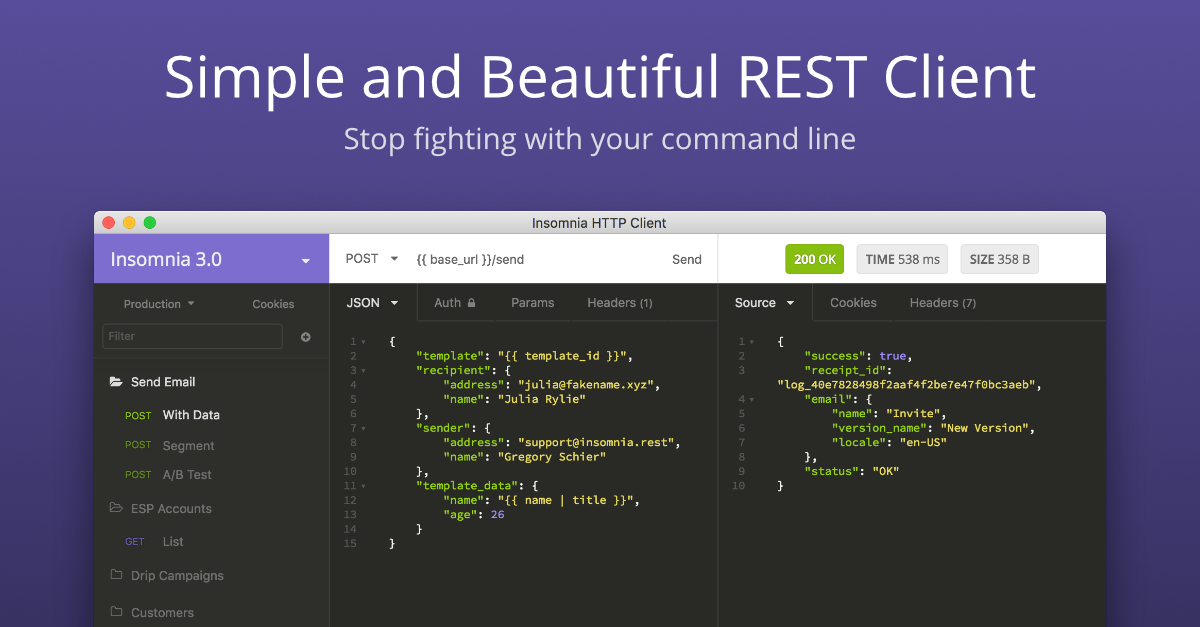 Simple and Beautiful REST Client
Stop fighting with your command line
Insomnia HTTP Client
Insomnia 3.0
Production
Cookies
Filter
Send Email
POST With Data
POST Segment
POST A/B Test
ESP Accounts
GET List
Drip Campaigns
Customers
POST {{ base_url }}/send Send
JSON Auth Params Headers (1)
1 {
2 "template": "{{ template_id }}",
3 "recipient": {
4 "address": "julia@fakename.xyz",
5 "name": "Julia Rylie"
6 },
7 "sender": {
8 "address": "support@insomnia.rest",
9 "name": "Gregory Schier"
10 },
11 "template_data": {
12 "name": "{{ name | title }}",
13 "age": 26
14 }
15 }
200 OK TIME 538 ms SIZE 358 B
Source Cookies Headers (7)
1 {
2 "success": true,
3 "receipt_id":
"log_40e7828498f2aaf4f2be7e47f0bc3aeb",
4 "email": {
5 "name": "Invite",
6 "version_name": "New Version",
7 "locale": "en-US"
8 },
9 "status": "OK"
10 }